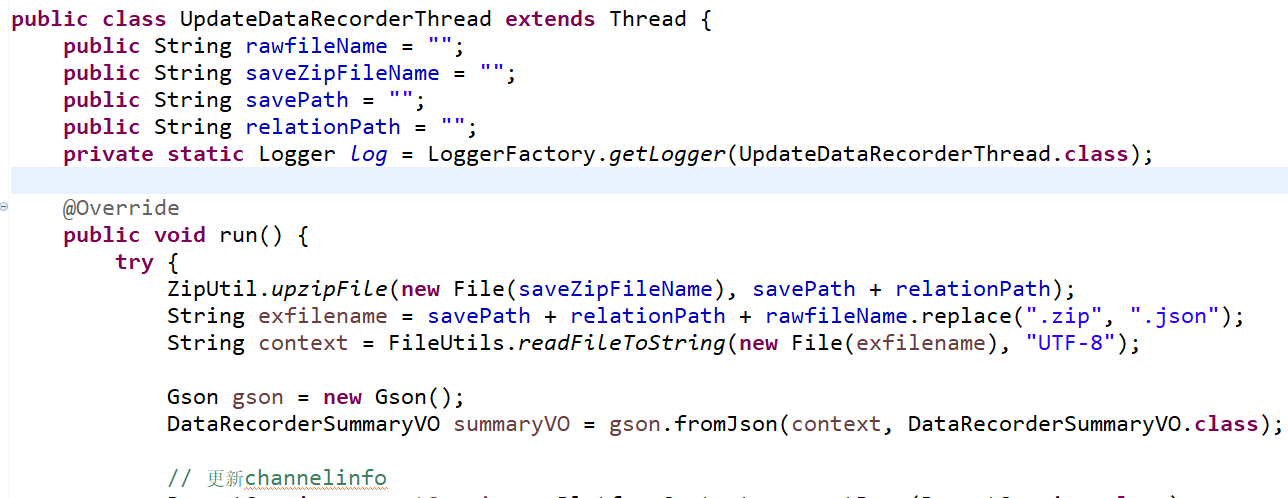 public class UpdateDataRecorderThread extends Thread {
public String rawfileName = "";
public String saveZipFileName = "";
public String savePath = "";
public String relationPath = "";
private static Logger log = LoggerFactory.getLogger(UpdateDataRecorderThread.class);
@Override
public void run() {
try {
ZipUtil.upzipFile(new File(saveZipFileName), savePath + relationPath);
String exfilename = savePath + relationPath + rawfileName.replace(".zip", ".json");
String context = FileUtils.readFileToString(new File(exfilename), "UTF-8");
Gson gson = new Gson();
DataRecorderSummaryVO summaryVO = gson.fromJson(context, DataRecorderSummaryVO.class);
// 更新channelinfo